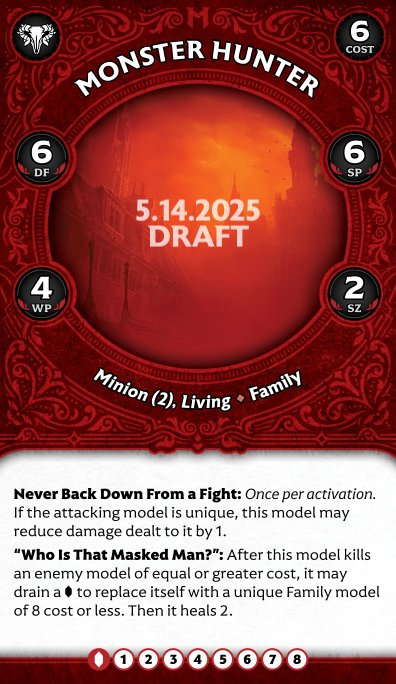 6
COST
MONSTER HUNTER
6
DF
6
SP
5.14.2025
DRAFT
4
WP
2
SZ
Minion (2), Living ♦ Family
Never Back Down From a Fight: Once per activation.
If the attacking model is unique, this model may
reduce damage dealt to it by 1.
“Who Is That Masked Man?”: After this model kills
an enemy model of equal or greater cost, it may
drain a to replace itself with a unique Family model
of 8 cost or less. Then it heals 2.
1 2 3 4 5 6 7 8